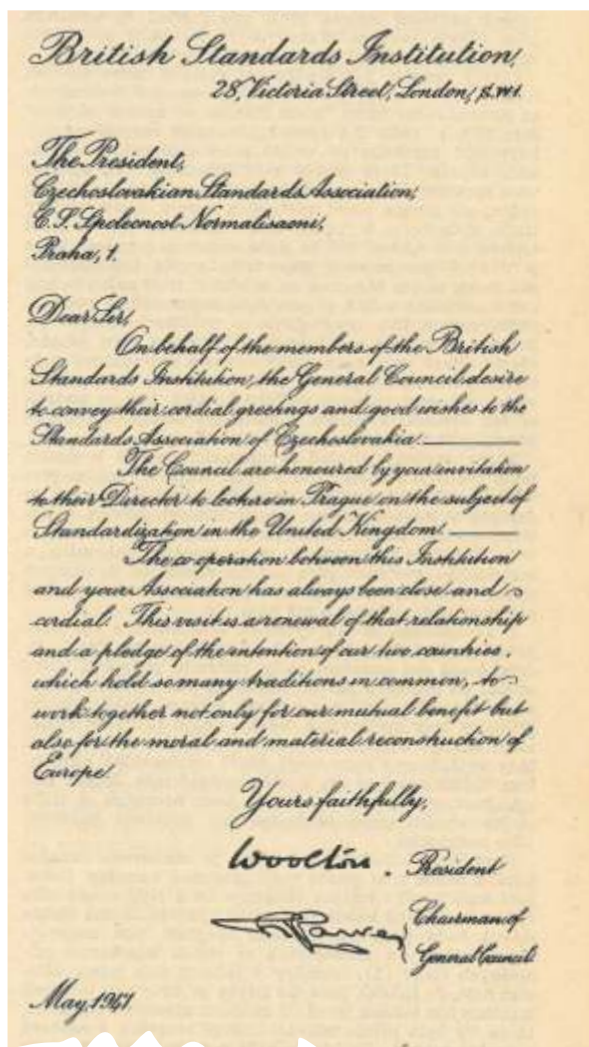 British Standards Institution,
28, Victoria Street, London, S.W.1.
The President,
Czechoslovakian Standards Association,
C.S. Spolecnost Normalisacni,
Praha, 1.
Dear Sir,
On behalf of the members of the British
Standards Institution, the General Council desire
to convey their cordial greetings and good wishes to the
Standards Association of Czechoslovakia.
The Council are honoured by your invitation
to their Director to lecture in Prague on the subject of
Standardization in the United Kingdom.
The co-operation between this Institution
and your Association has always been close and
cordial. This visit is a renewal of that relationship
and a pledge of the intention of our two countries,
which hold so many traditions in common, to
work together not only for our mutual benefit but
also for the moral and material reconstruction of
Europe.
Yours faithfully,
Woolton. President
Chairman of
General Council
May, 1947